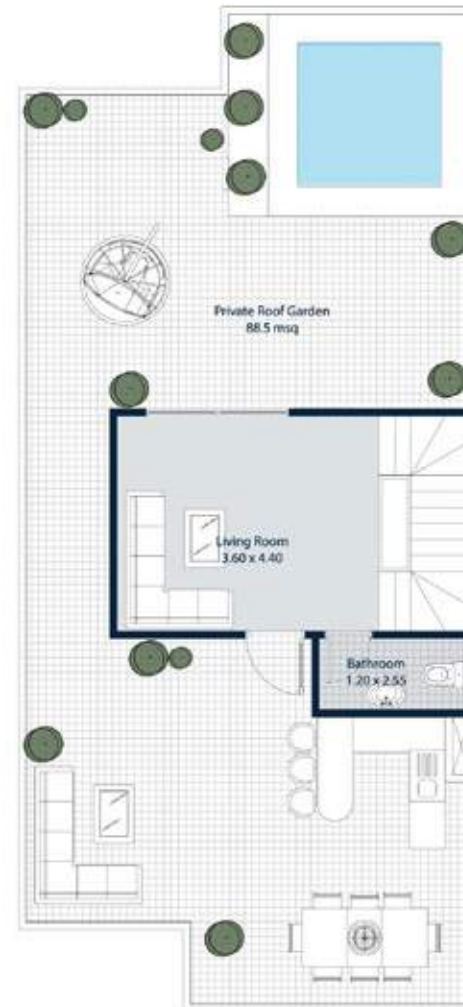 Private Roof Garden
88.5 msq
Living Room
3.60 x 4.40
Bathroom
1.20 x 2.55